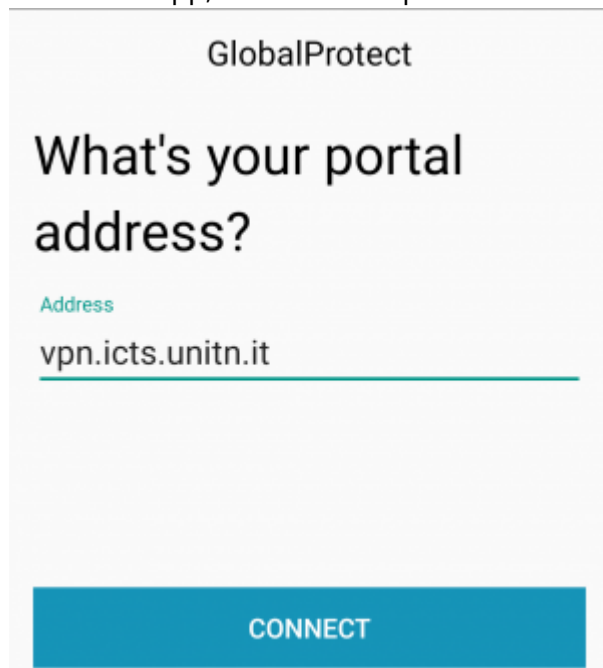 GlobalProtect
What's your portal
address?
Address
vpn.icts.unitn.it
CONNECT